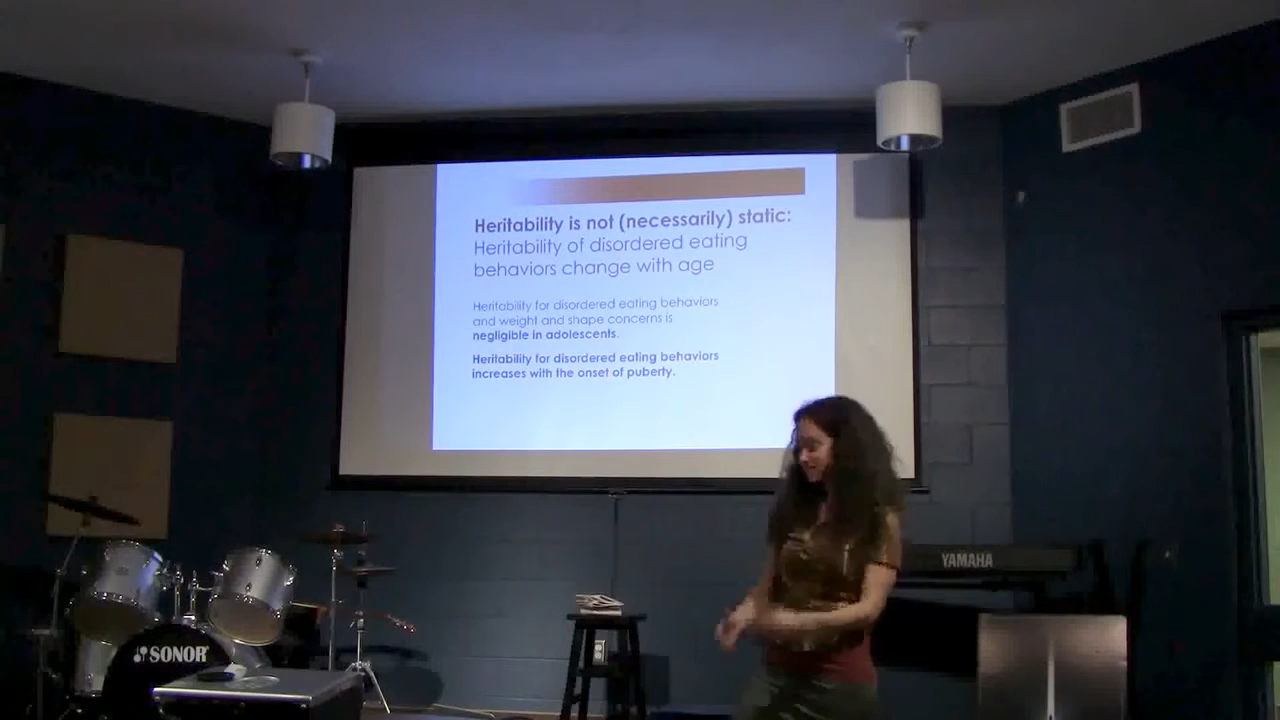 Heritability is not (necessarily) static:
Heritability of disordered eating
behaviors change with age
Heritability for disordered eating behaviors
and weight and shape concerns is
negligible in adolescents.
Heritability for disordered eating behaviors
increases with the onset of puberty.
YAMAHA
SONOR